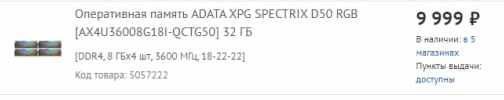 Оперативная память ADATA XPG SPECTRIX D50 RGB
[AX4U36008G18I-QCTG50] 32 ГБ
[DDR4, 8 ГБx4 шт, 3600 МГц, 18-22-22]
Код товара: 5057222
9 999 ₽
В наличии: в 5
магазинах
Пункты выдачи:
доступны